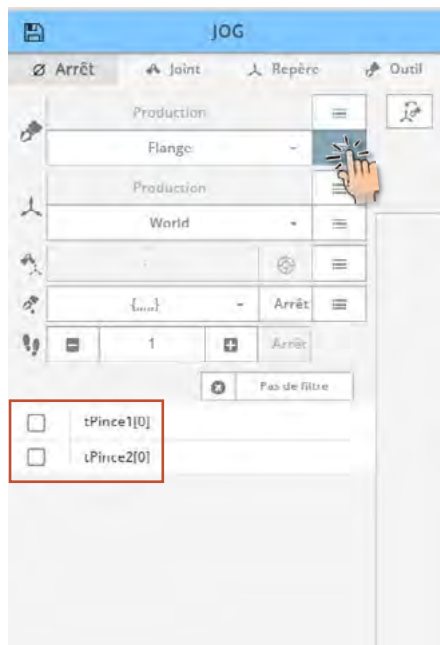 JOG
Arrêt Joint Repère Outil
Production
Flange
Production
World
{.....} Arrêt
1 Arrêt
Pas de filtre
tPince1[0]
tPince2[0]